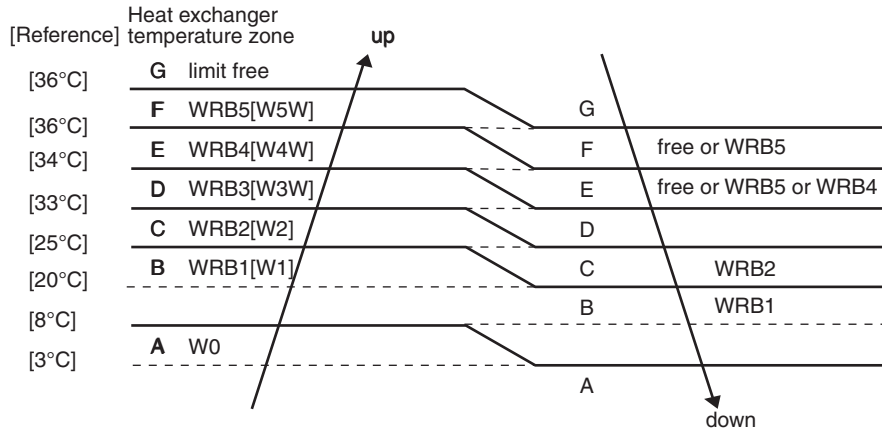 Heat exchanger
[Reference] temperature zone up
[36°C] G limit free
[36°C] F WRB5[W5W] G
[34°C] E WRB4[W4W] F free or WRB5
[33°C] D WRB3[W3W] E free or WRB5 or WRB4
[25°C] C WRB2[W2] D
[20°C] B WRB1[W1] C WRB2
[8°C] B WRB1
[3°C] A W0
A
down